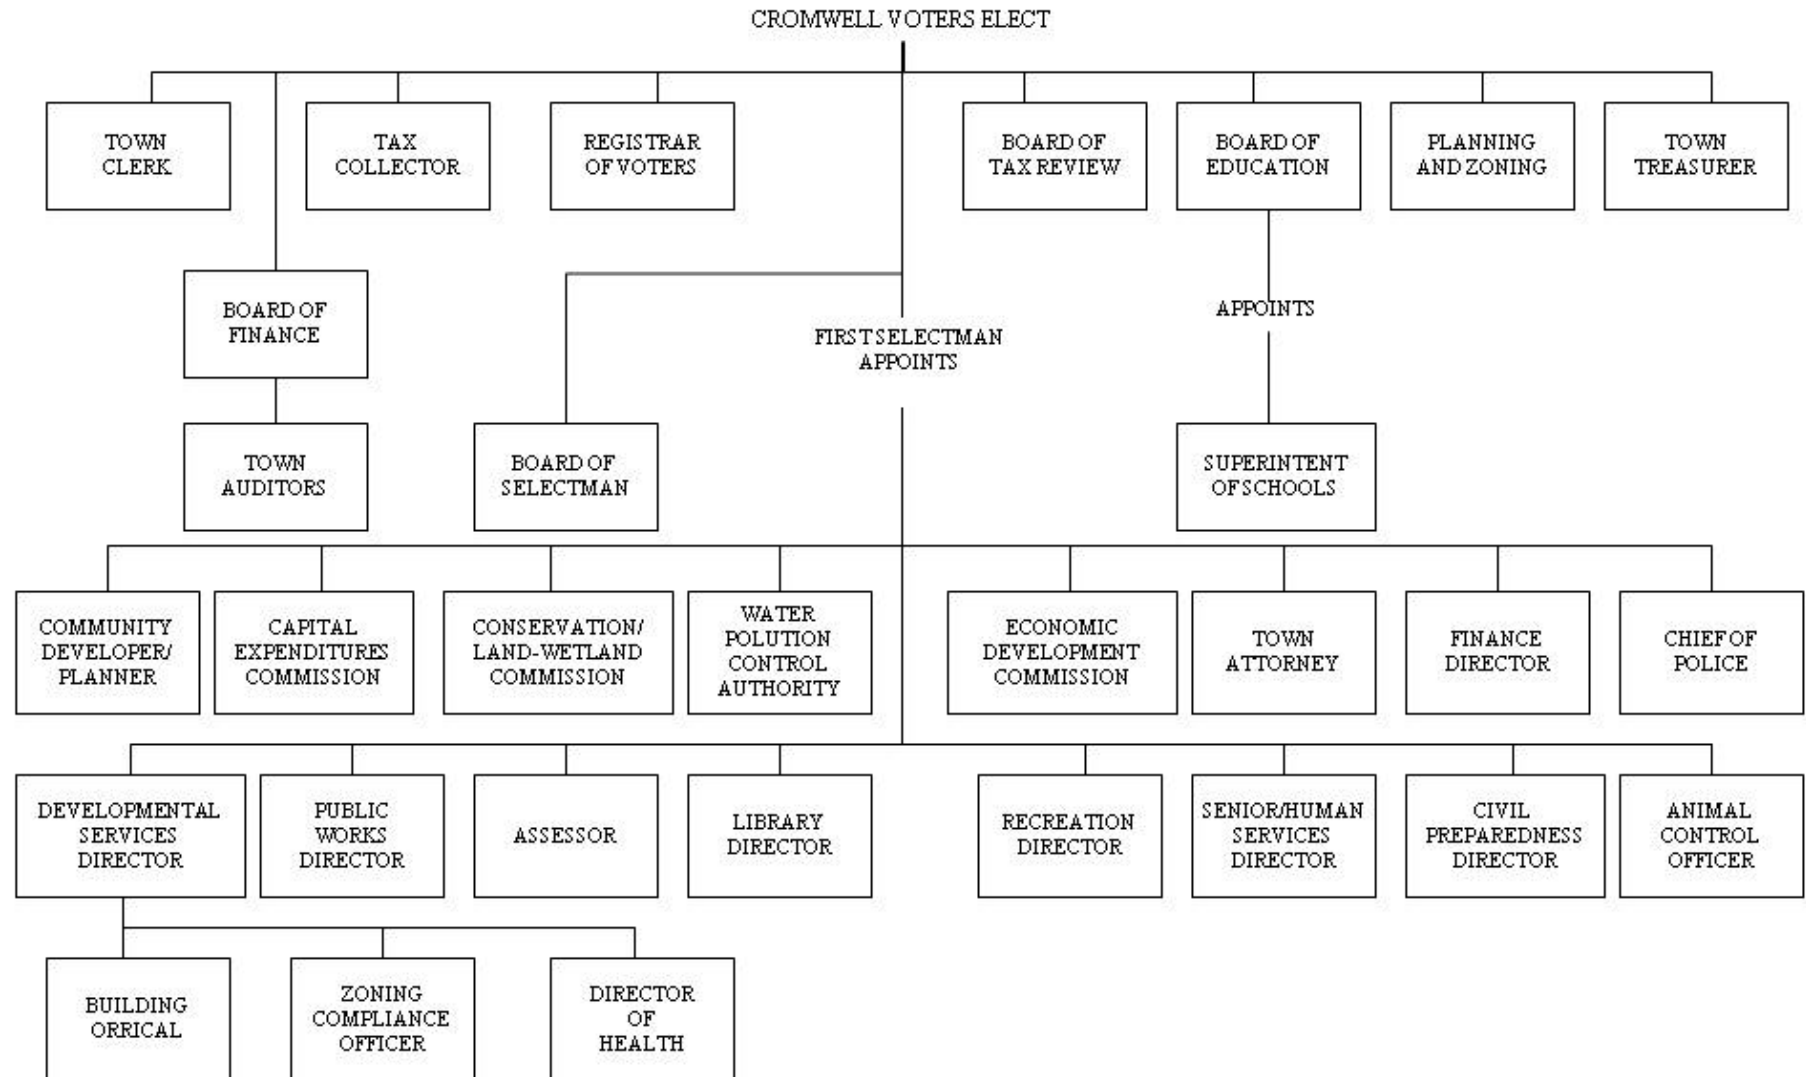 CROMWELL VOTERS ELECT
TOWN
CLERK
TAX
COLLECTOR
REGISTRAR
OF VOTERS
BOARD OF
TAX REVIEW
BOARD OF
EDUCATION
PLANNING
AND ZONING
TOWN
TREASURER
BOARD OF
FINANCE
FIRST SELECTMAN
APPOINTS
APPOINTS
TOWN
AUDITORS
BOARD OF
SELECTMAN
SUPERINTENT
OF SCHOOLS
COMMUNITY
DEVELOPER/
PLANNER
CAPITAL
EXPENDITURES
COMMISSION
CONSERVATION/
LAND-WETLAND
COMMISSION
WATER
POLUTION
CONTROL
AUTHORITY
ECONOMIC
DEVELOPMENT
COMMISSION
TOWN
ATTORNEY
FINANCE
DIRECTOR
CHIEF OF
POLICE
DEVELOPMENTAL
SERVICES
DIRECTOR
PUBLIC
WORKS
DIRECTOR
ASSESSOR
LIBRARY
DIRECTOR
RECREATION
DIRECTOR
SENIOR/HUMAN
SERVICES
DIRECTOR
CIVIL
PREPAREDNESS
DIRECTOR
ANIMAL
CONTROL
OFFICER
BUILDING
ORRICAL
ZONING
COMPLIANCE
OFFICER
DIRECTOR
OF
HEALTH